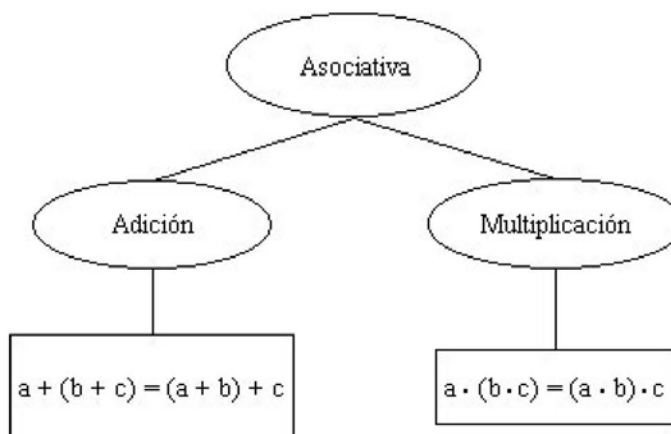 Asociativa
Adición
Multiplicación
a + (b + c) = (a + b) + c
a · (b · c) = (a · b) · c